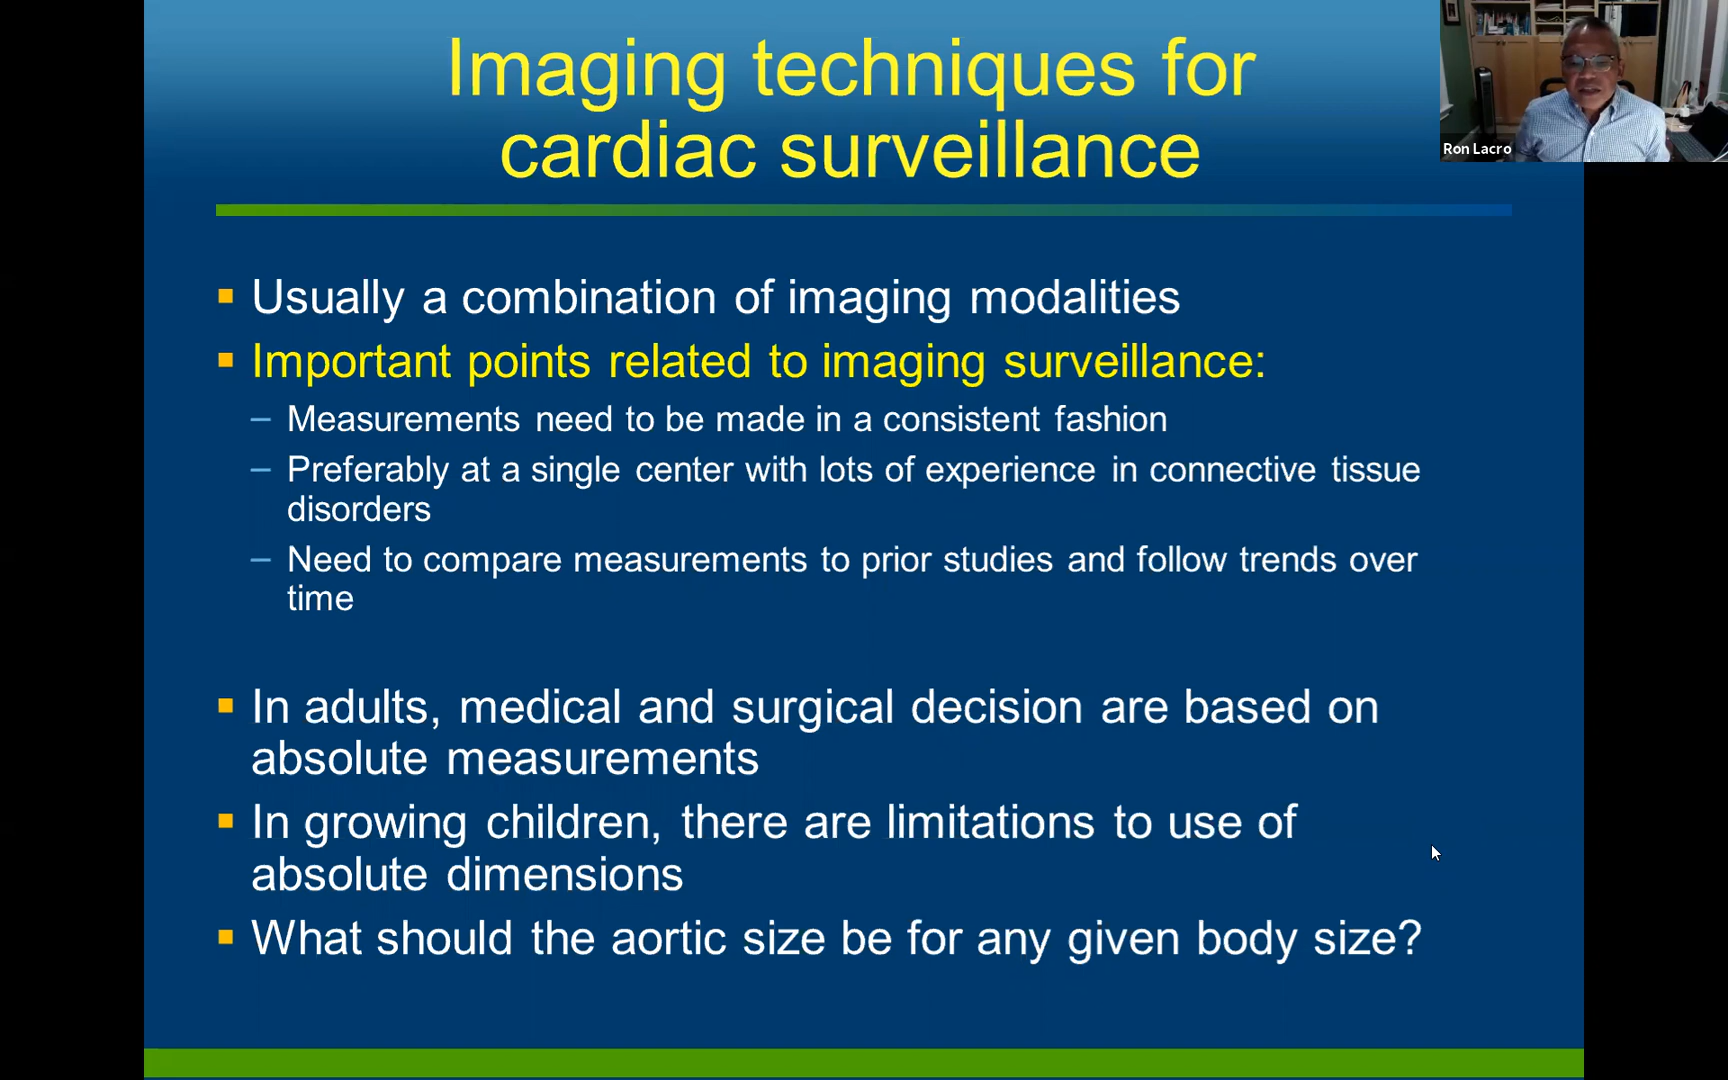 Imaging techniques for
cardiac surveillance
Ron Lacro
▪ Usually a combination of imaging modalities
▪ Important points related to imaging surveillance:
– Measurements need to be made in a consistent fashion
– Preferably at a single center with lots of experience in connective tissue
disorders
– Need to compare measurements to prior studies and follow trends over
time
▪ In adults, medical and surgical decision are based on
absolute measurements
▪ In growing children, there are limitations to use of
absolute dimensions
▪ What should the aortic size be for any given body size?